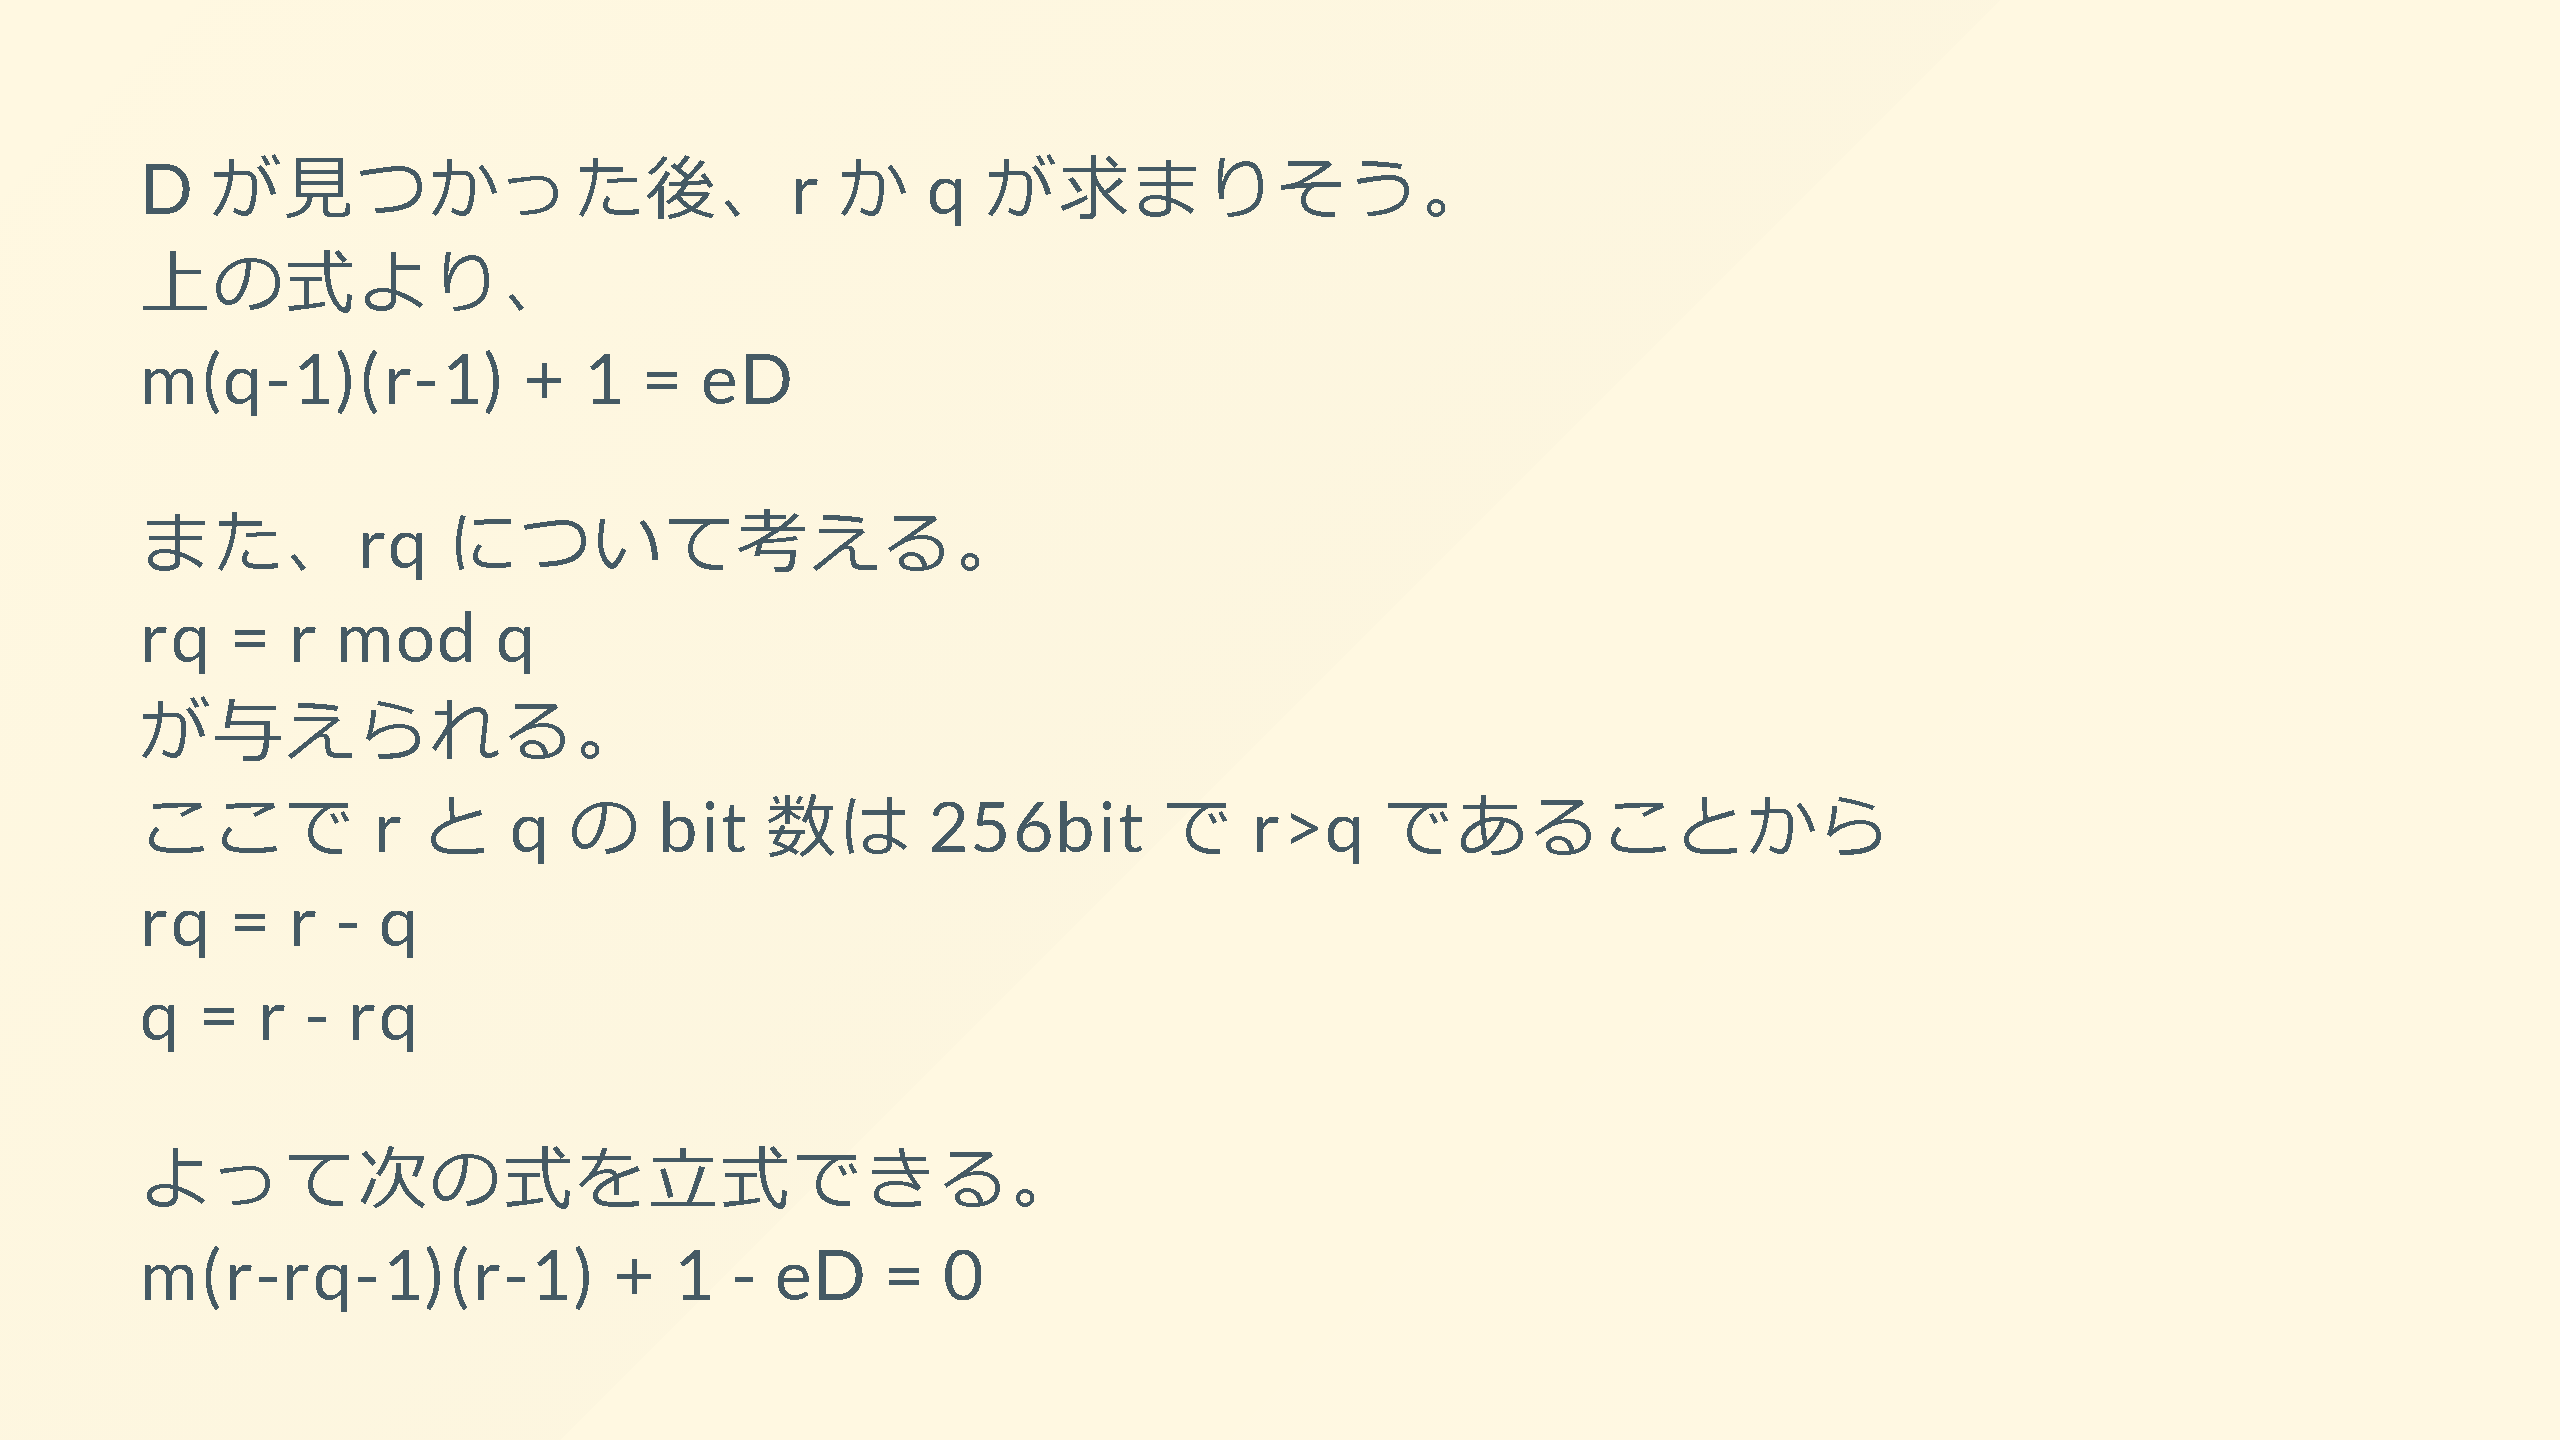 D が見つかった後、r か q が求まりそう。
上の式より、
m(q-1)(r-1) + 1 = eD
また、rq について考える。
rq = r mod q
が与えられる。
ここで r と q の bit 数は 256bit で r>q であることから
rq = r - q
q = r - rq
よって次の式を立式できる。
m(r-rq-1)(r-1) + 1 - eD = 0